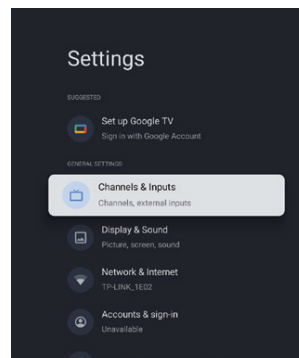 Settings
SUGGESTED
Set up Google TV
Sign in with Google Account
GENERAL SETTINGS
Channels & Inputs
Channels, external inputs
Display & Sound
Picture, screen, sound
Network & Internet
TP-LINK_1E02
Accounts & sign-in
Unavailable